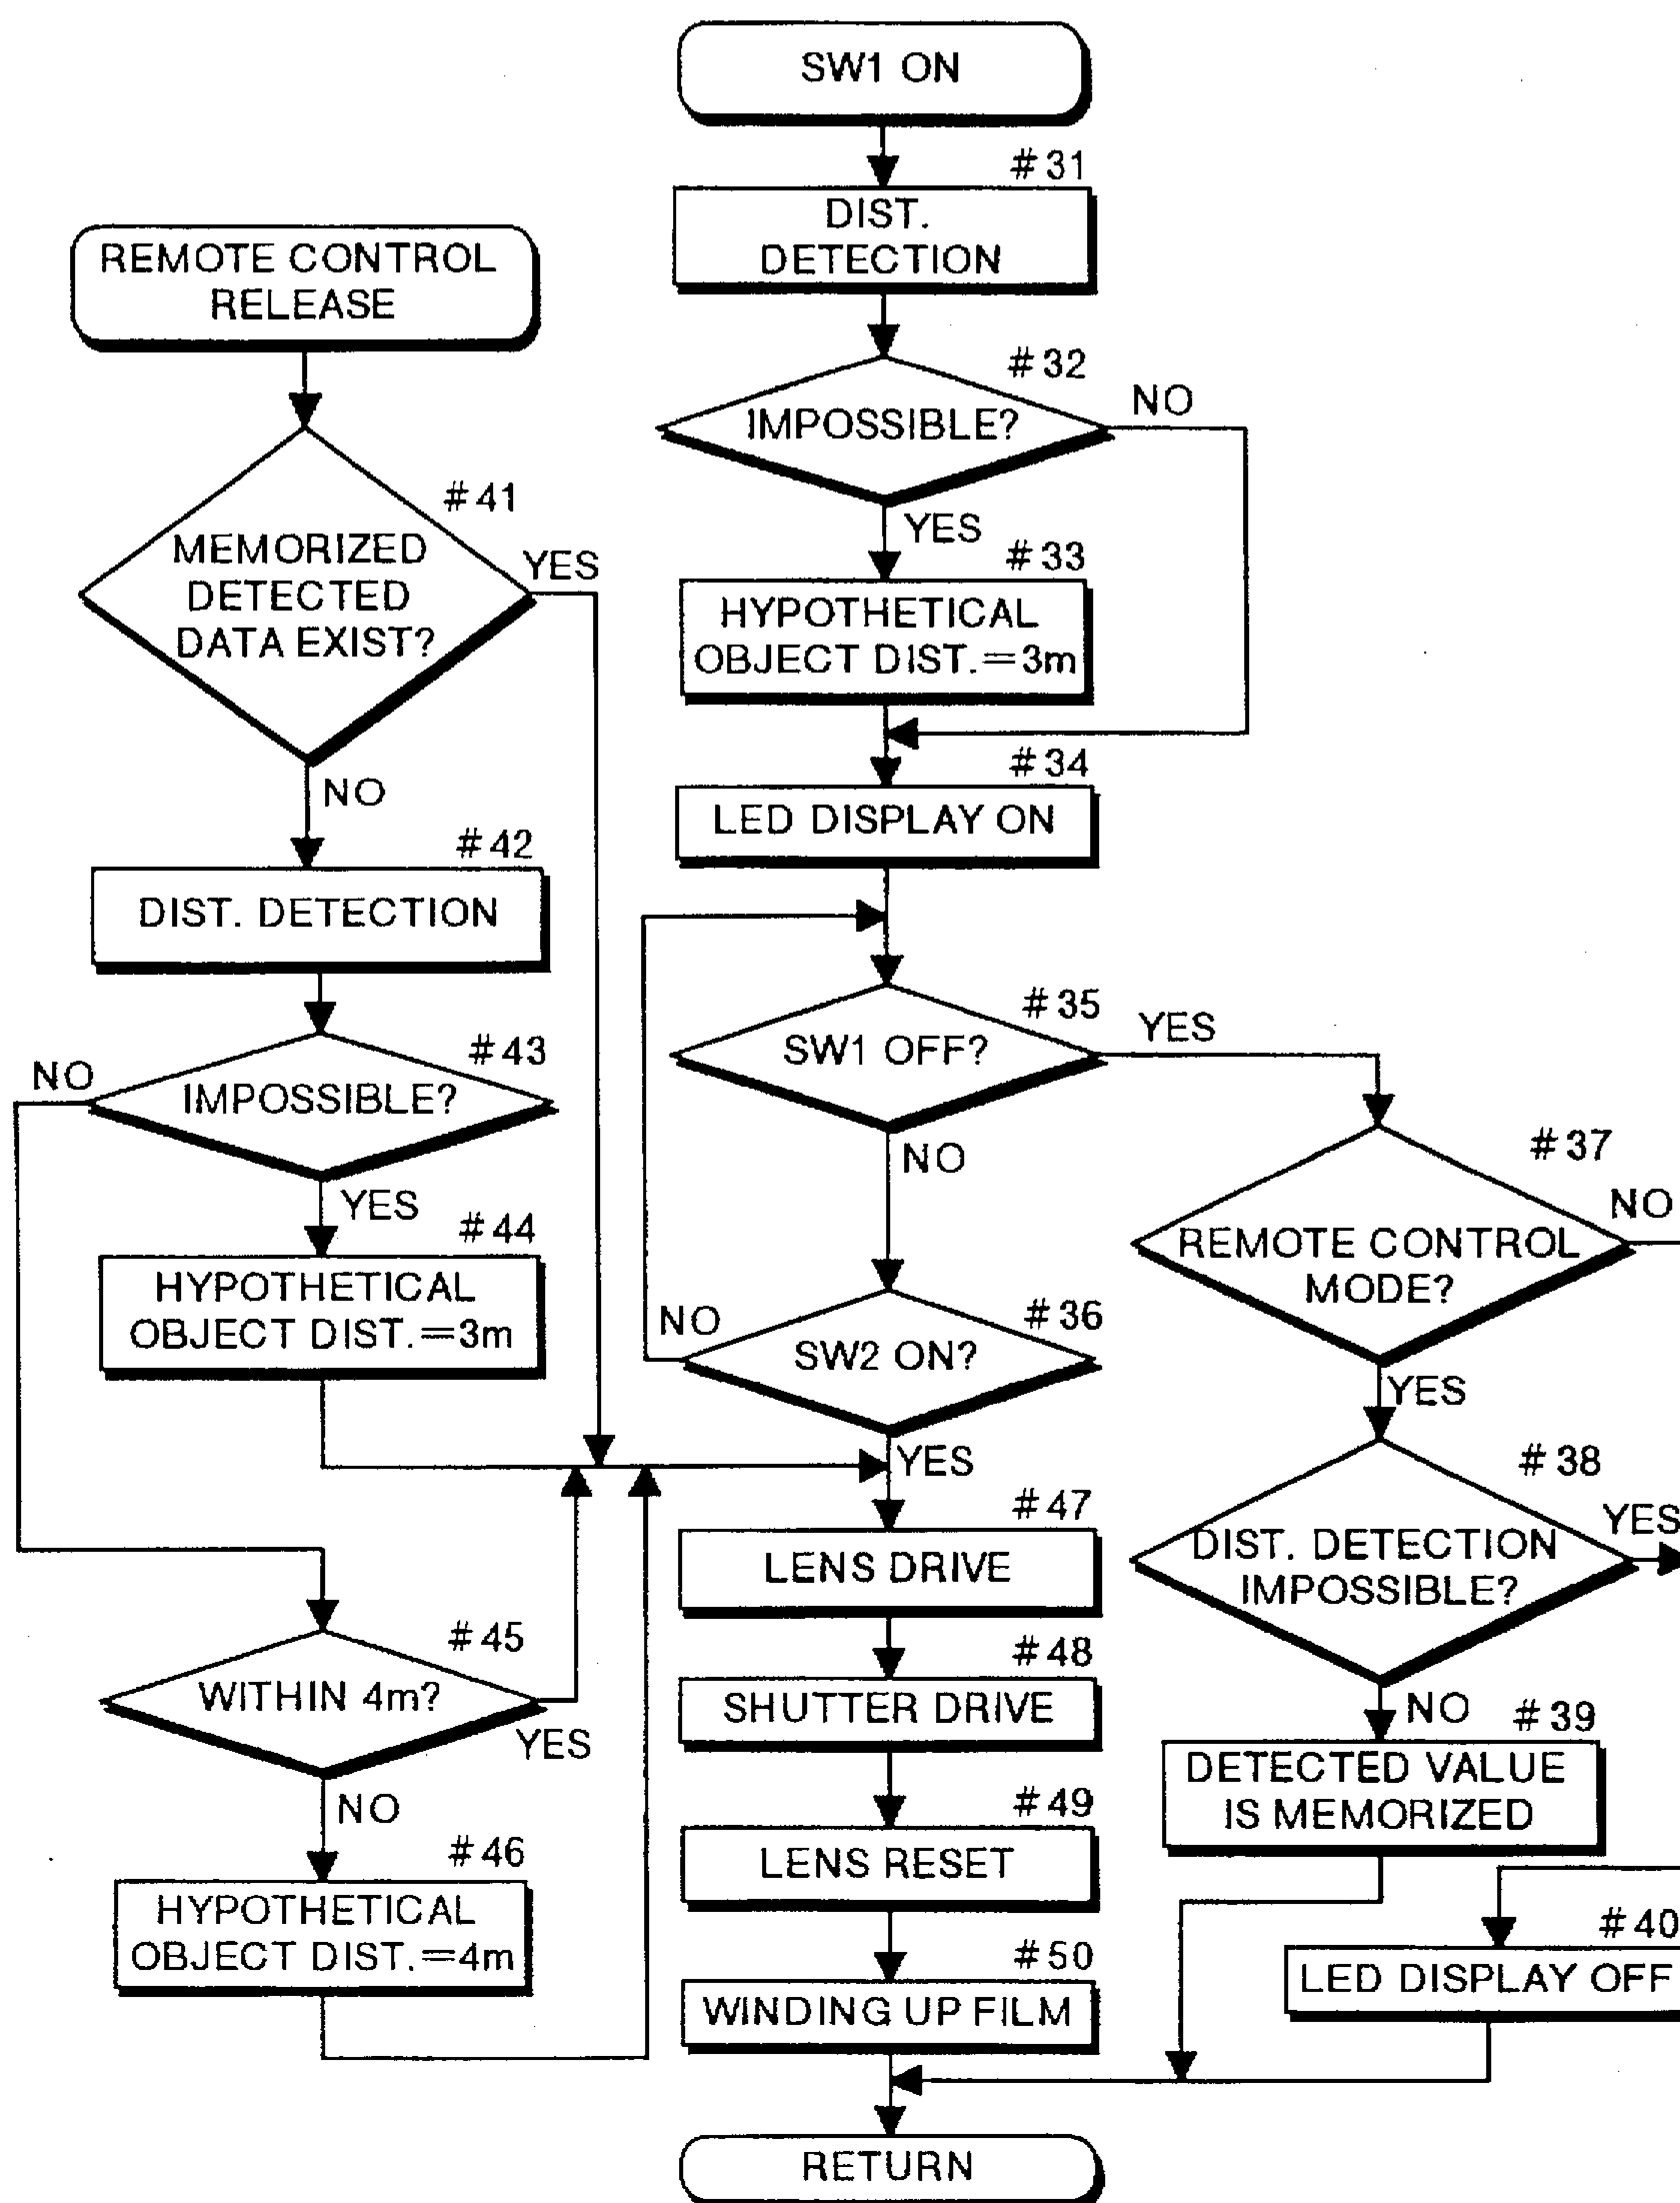 SW1 ON
#31
DIST.
DETECTION
#32
IMPOSSIBLE?
NO
YES
#33
HYPOTHETICAL
OBJECT DIST.=3m
#34
LED DISPLAY ON
#35
SW1 OFF?
YES
NO
#36
SW2 ON?
NO
YES
#37
REMOTE CONTROL
MODE?
NO
YES
#38
DIST. DETECTION
IMPOSSIBLE?
YES
NO
#39
DETECTED VALUE
IS MEMORIZED
#40
LED DISPLAY OFF
REMOTE CONTROL
RELEASE
#41
MEMORIZED
DETECTED
DATA EXIST?
YES
NO
#42
DIST. DETECTION
#43
IMPOSSIBLE?
NO
YES
#44
HYPOTHETICAL
OBJECT DIST.=3m
#45
WITHIN 4m?
YES
NO
#46
HYPOTHETICAL
OBJECT DIST.=4m
#47
LENS DRIVE
#48
SHUTTER DRIVE
#49
LENS RESET
#50
WINDING UP FILM
RETURN